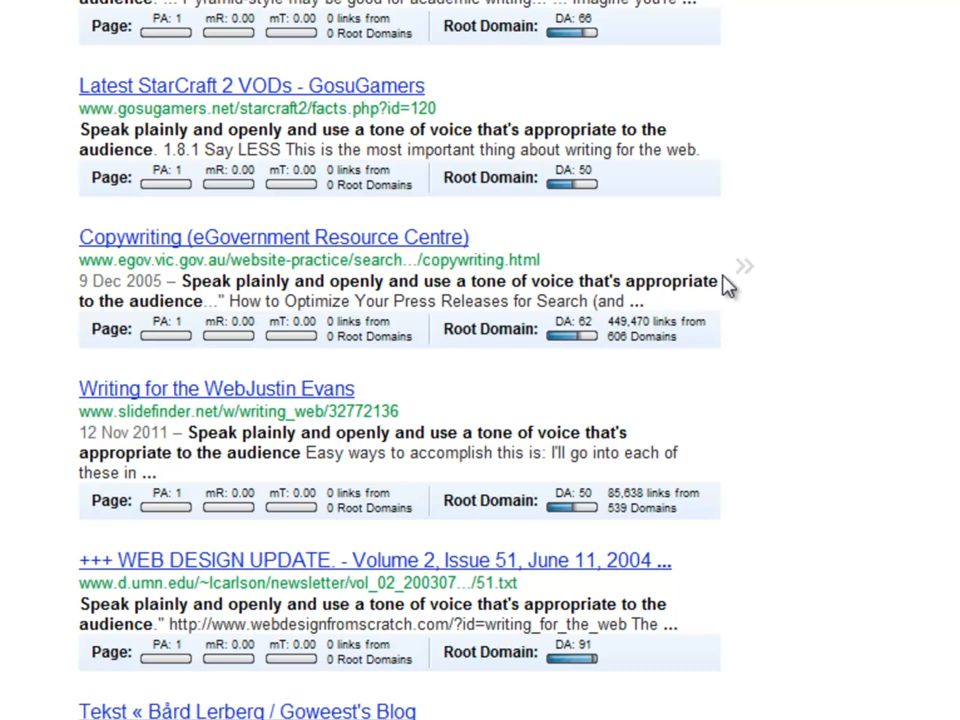 audience. ... Pyramid-style may be good for academic writing... ... Imagine you're ...
Page: PA: 1 mR: 0.00 mT: 0.00 0 links from 0 Root Domains Root Domain: DA: 66
Latest StarCraft 2 VODs - GosuGamers
www.gosugamers.net/starcraft2/facts.php?id=120
Speak plainly and openly and use a tone of voice that's appropriate to the
audience. 1.8.1 Say LESS This is the most important thing about writing for the web.
Page: PA: 1 mR: 0.00 mT: 0.00 0 links from 0 Root Domains Root Domain: DA: 50
Copywriting (eGovernment Resource Centre)
www.egov.vic.gov.au/website-practice/search.../copywriting.html
9 Dec 2005 – Speak plainly and openly and use a tone of voice that's appropriate
to the audience..." How to Optimize Your Press Releases for Search (and ...
Page: PA: 1 mR: 0.00 mT: 0.00 0 links from 0 Root Domains Root Domain: DA: 62 449,470 links from 606 Domains
Writing for the WebJustin Evans
www.slidefinder.net/w/writing_web/32772136
12 Nov 2011 – Speak plainly and openly and use a tone of voice that's
appropriate to the audience Easy ways to accomplish this is: I'll go into each of
these in ...
Page: PA: 1 mR: 0.00 mT: 0.00 0 links from 0 Root Domains Root Domain: DA: 50 85,638 links from 539 Domains
+++ WEB DESIGN UPDATE. - Volume 2, Issue 51, June 11, 2004 ...
www.d.umn.edu/~lcarlson/newsletter/vol_02_200307.../51.txt
Speak plainly and openly and use a tone of voice that's appropriate to the
audience." http://www.webdesignfromscratch.com/?id=writing_for_the_web The ...
Page: PA: 1 mR: 0.00 mT: 0.00 0 links from 0 Root Domains Root Domain: DA: 91
Tekst « Bård Lerberg / Goweest's Blog